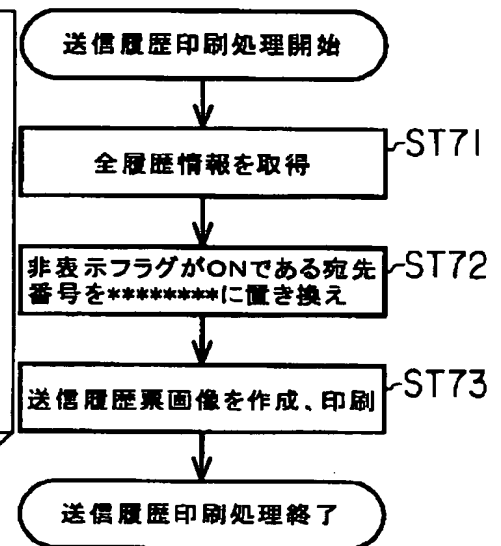 送信履歴印刷処理開始
全履歴情報を取得
ST71
非表示フラグがONである宛先
番号を********に置き換え
ST72
送信履歴票画像を作成、印刷
ST73
送信履歴印刷処理終了